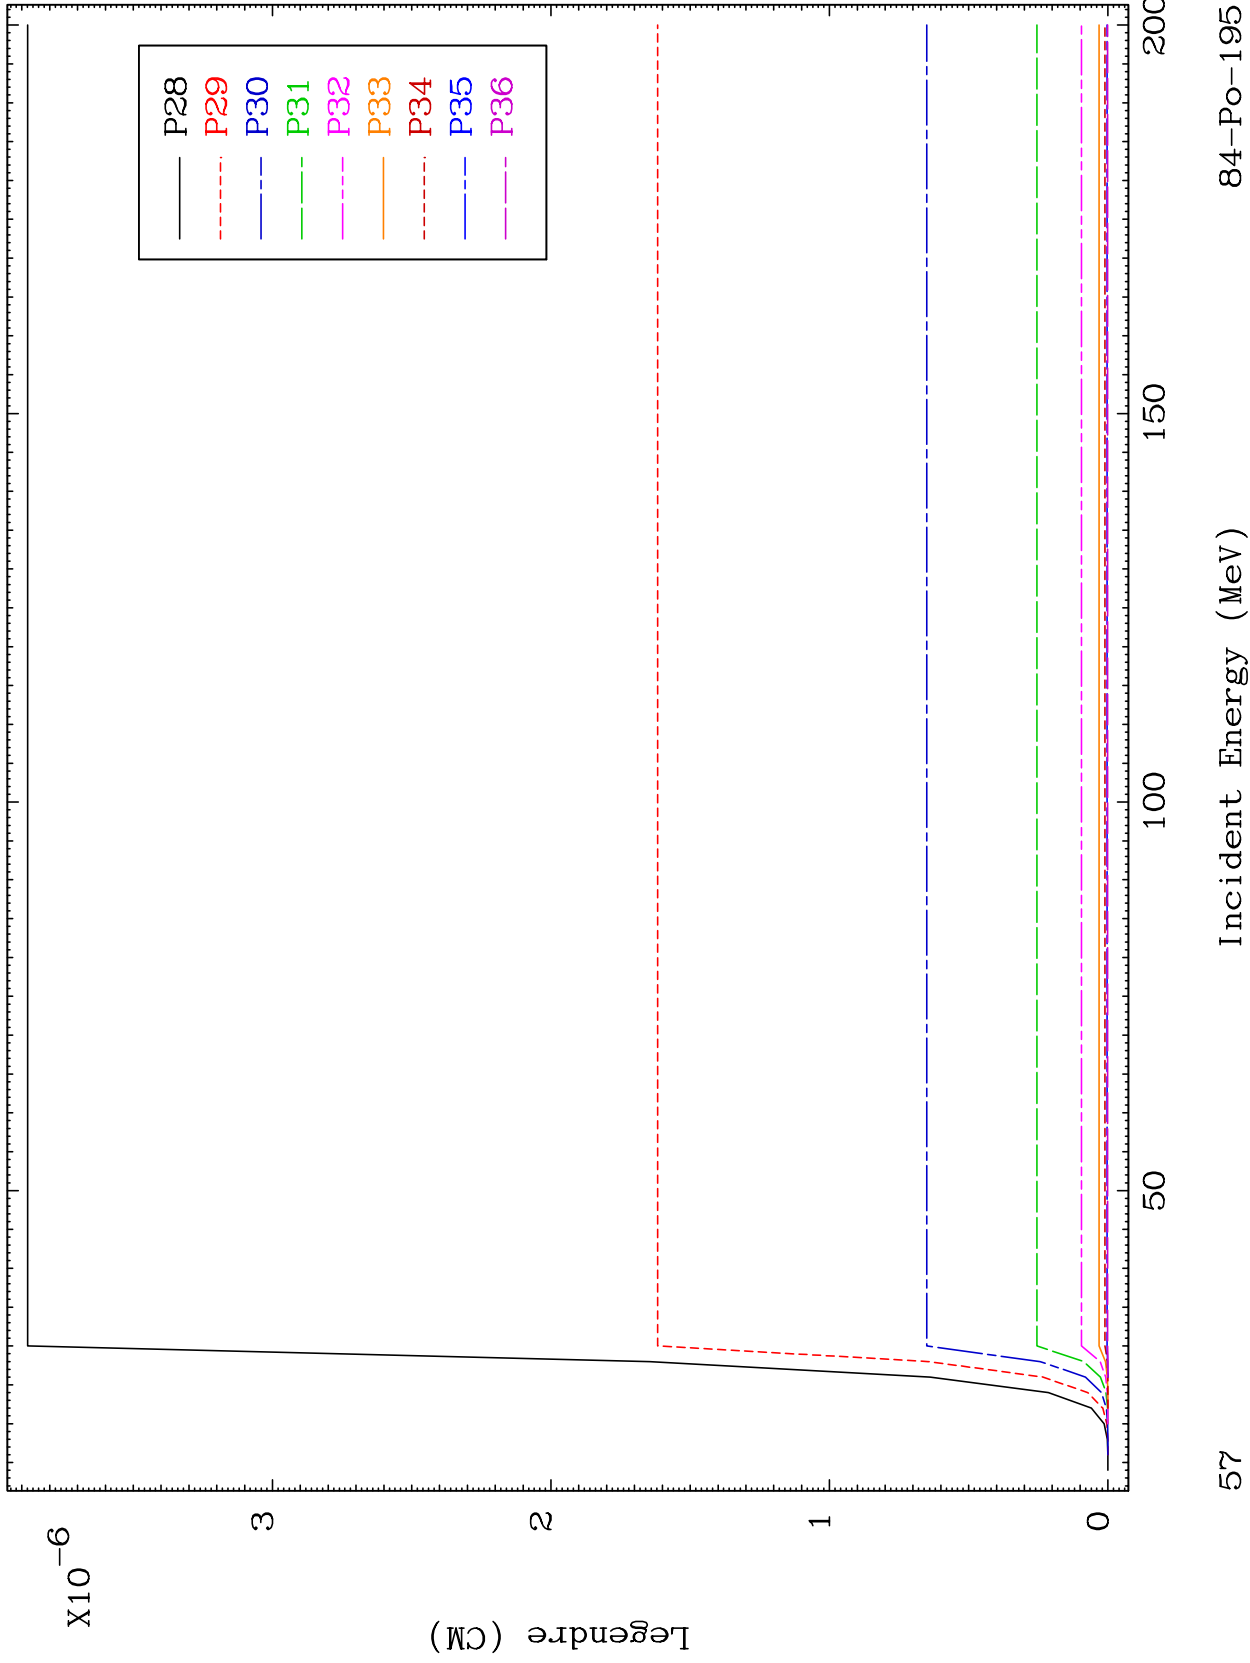 X10-6
Legendre (CM)
3
2
1
0
P28
P29
P30
P31
P32
P33
P34
P35
P36
50
100
150
200
Incident Energy (MeV)
57
84-Po-195